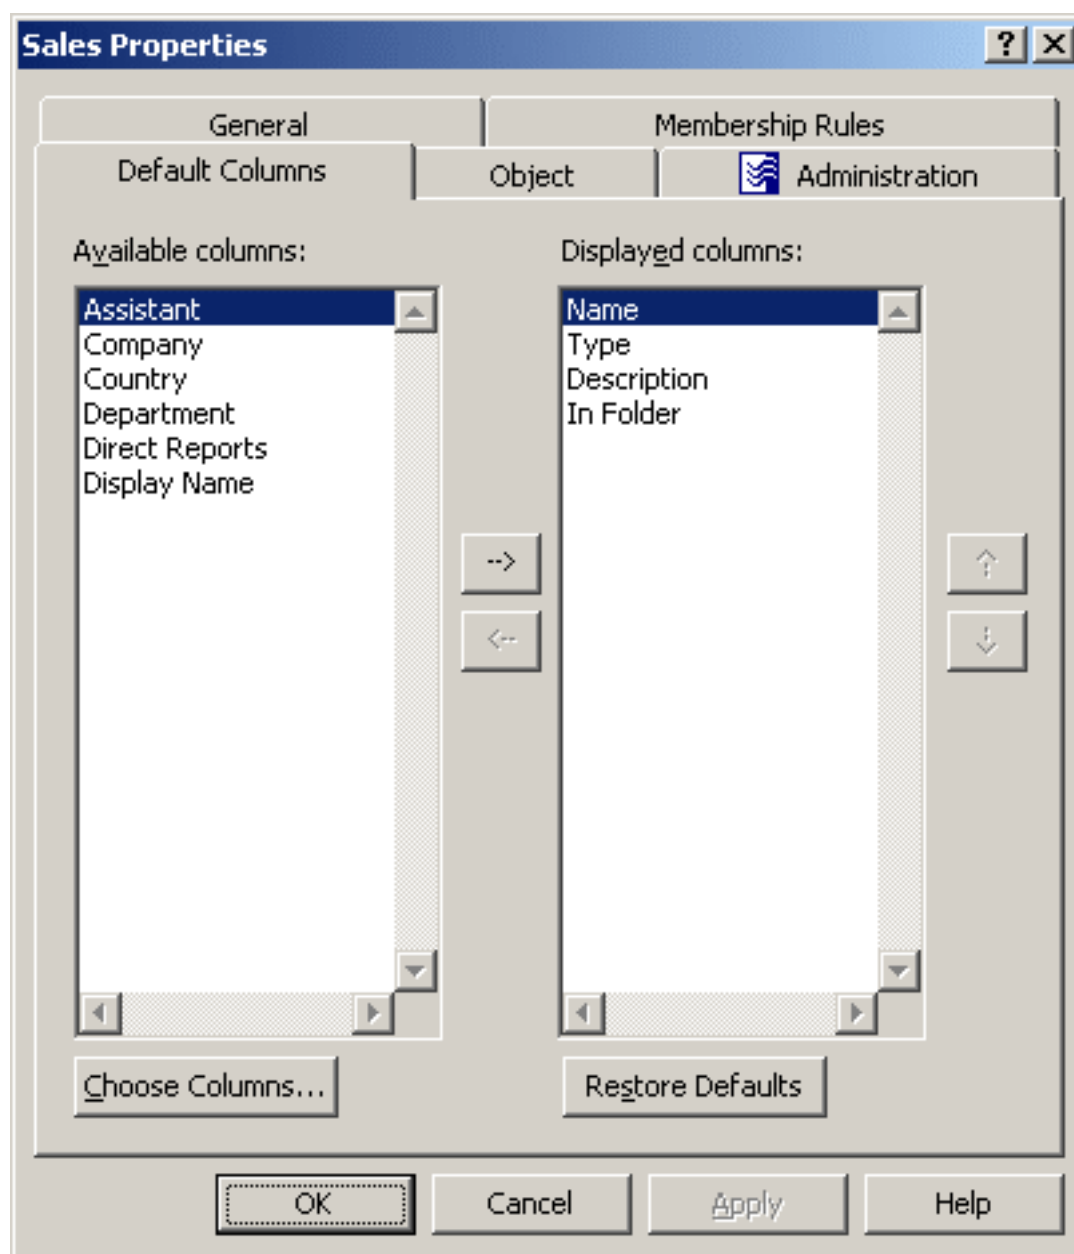 Sales Properties
General
Membership Rules
Default Columns
Object
Administration
Available columns:
Displayed columns:
Assistant
Company
Country
Department
Direct Reports
Display Name
Name
Type
Description
In Folder
-->
<--
Choose Columns...
Restore Defaults
OK
Cancel
Apply
Help